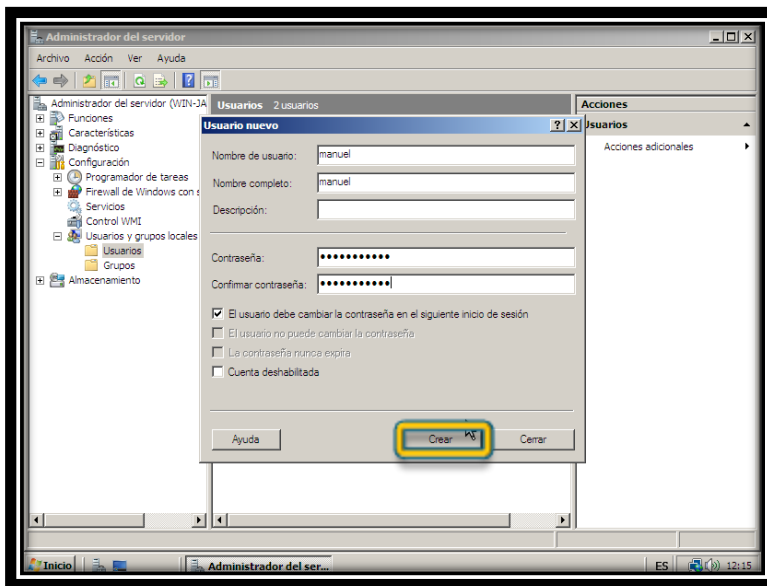 Administrador del servidor
Archivo Acción Ver Ayuda
Administrador del servidor (WIN-JA
Funciones
Características
Diagnóstico
Configuración
Programador de tareas
Firewall de Windows con s
Servicios
Control WMI
Usuarios y grupos locales
Usuarios
Grupos
Almacenamiento
Usuarios 2 usuarios
Usuario nuevo
Nombre de usuario: manuel
Nombre completo: manuel
Descripción:
Contraseña: •••••••••••
Confirmar contraseña: •••••••••••
El usuario debe cambiar la contraseña en el siguiente inicio de sesión
El usuario no puede cambiar la contraseña
La contraseña nunca expira
Cuenta deshabilitada
Ayuda Crear Cerrar
Acciones
Usuarios
Acciones adicionales
Inicio Administrador del ser... ES 12:15